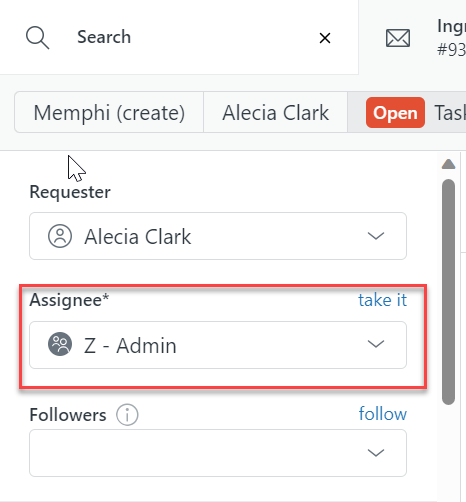 Search
Ingr
#93
Memphi (create)
Alecia Clark
Open
Task
Requester
Alecia Clark
Assignee*
take it
Z - Admin
Followers
follow